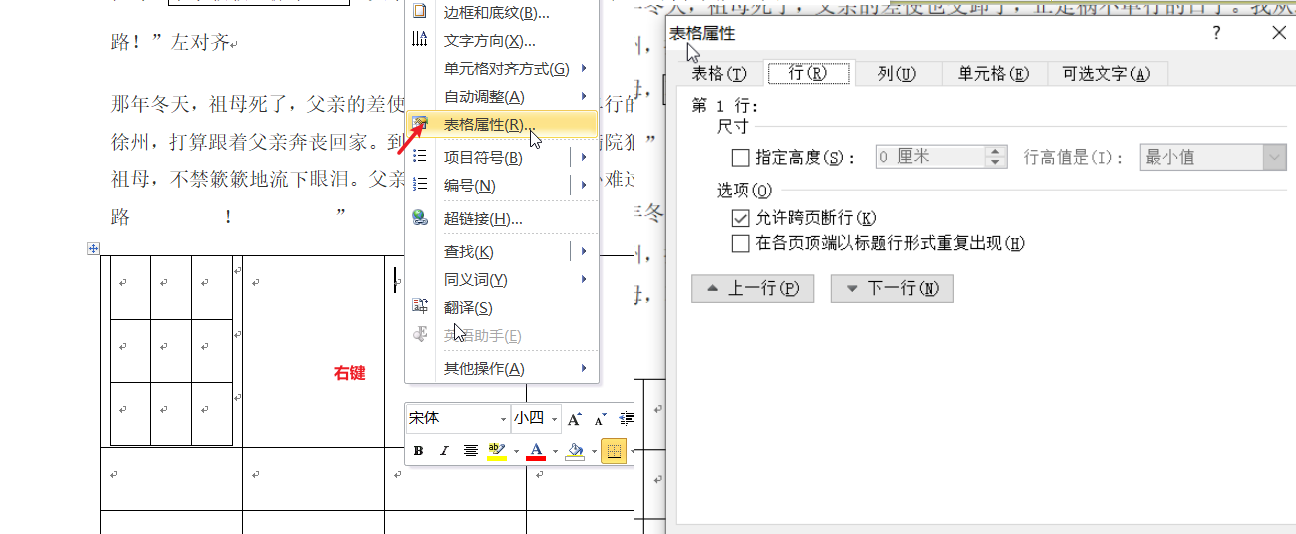 路！”左对齐
那年冬天，祖母死了，父亲的差使
徐州，打算跟着父亲奔丧回家。到
祖母，不禁簌簌地流下眼泪。父亲
路 ！ ”
右键
边框和底纹(B)...
文字方向(X)...
单元格对齐方式(G)
自动调整(A)
表格属性(R)...
项目符号(B)
编号(N)
超链接(H)...
查找(K)
同义词(Y)
翻译(S)
英语助手(E)
其他操作(A)
宋体 小四 A A
B I ab A
表格属性 ?
表格(T) 行(R) 列(U) 单元格(E) 可选文字(A)
第 1 行:
尺寸
指定高度(S): 0 厘米 行高值是(I): 最小值
选项(O)
允许跨页断行(K)
在各页顶端以标题行形式重复出现(H)
上一行(P) 下一行(N)